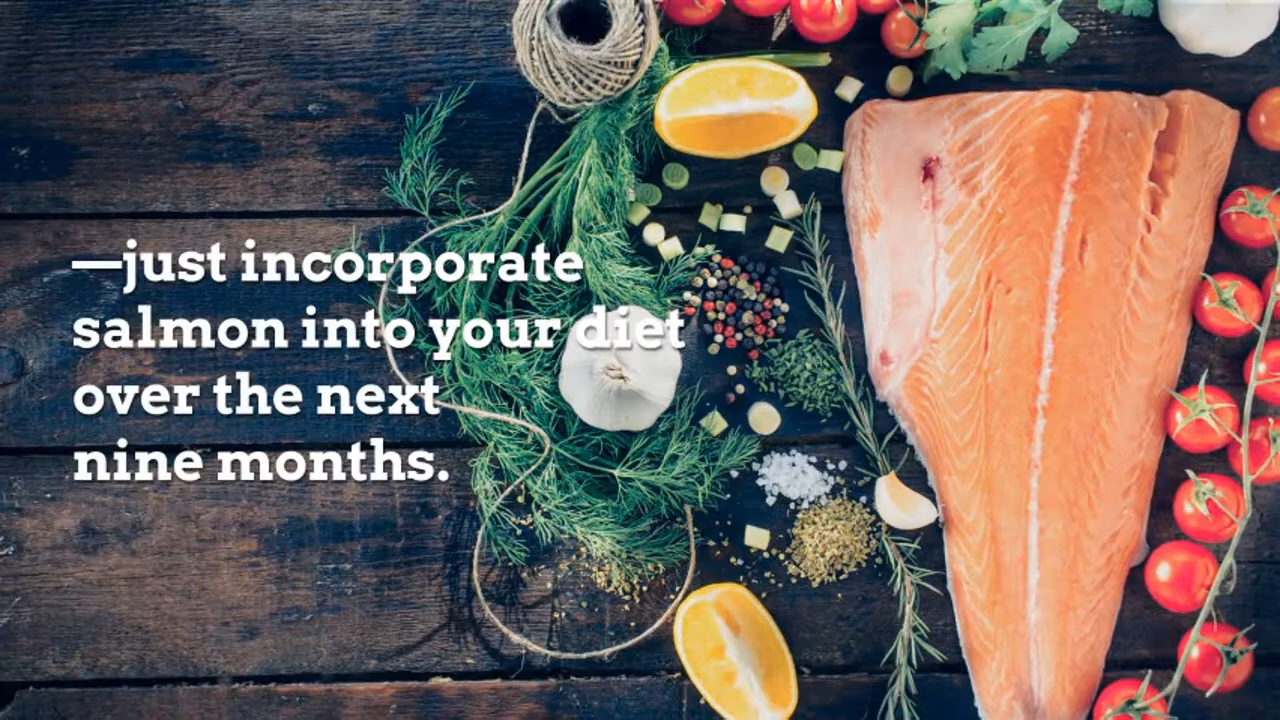 —just incorporate
salmon into your diet
over the next
nine months.